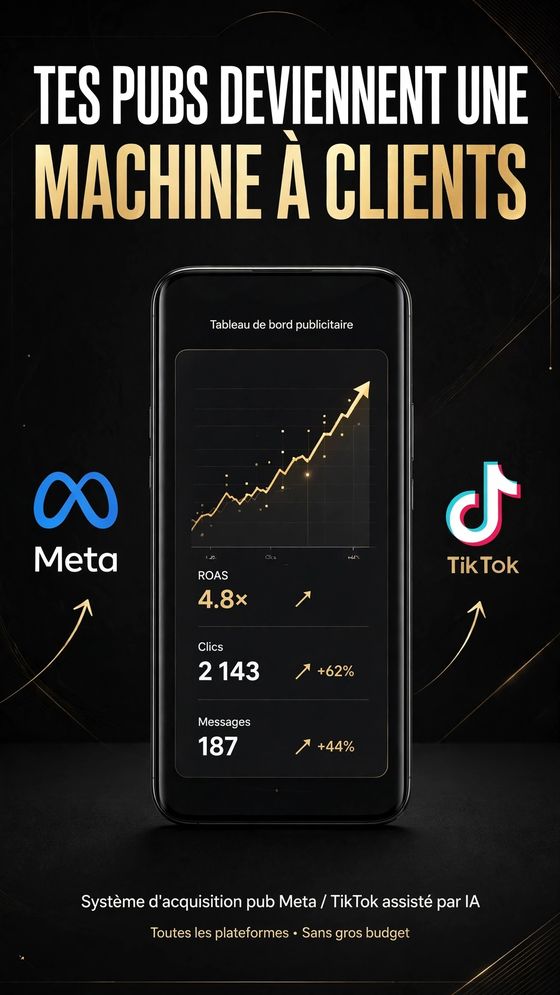 TES PUBS DEVIENNENT UNE
MACHINE À CLIENTS
Tableau de bord publicitaire
Meta
TikTok
ROAS
4.8×
Clics
2 143
+62%
Messages
187
+44%
Système d'acquisition pub Meta / TikTok assisté par IA
Toutes les plateformes • Sans gros budget